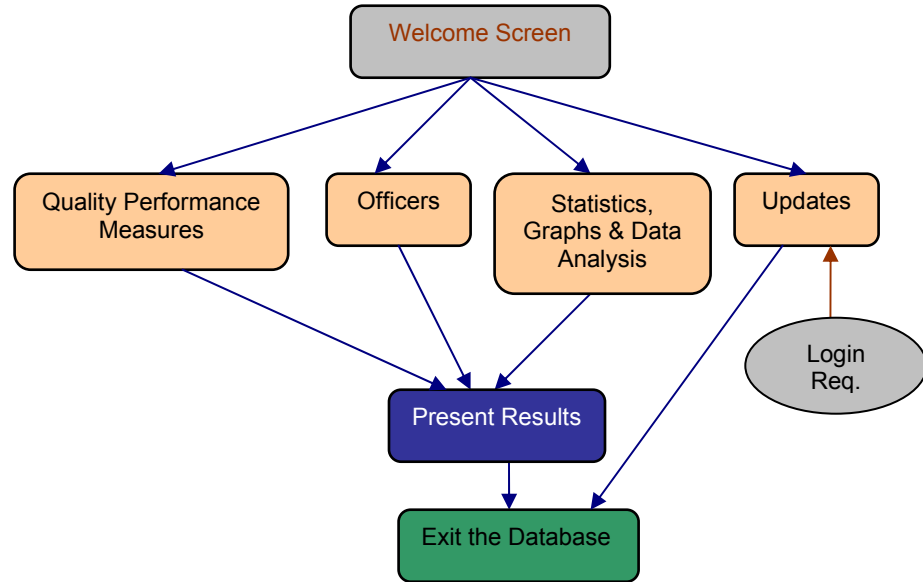 Welcome Screen
Quality Performance
Measures
Officers
Statistics,
Graphs & Data
Analysis
Updates
Login
Req.
Present Results
Exit the Database